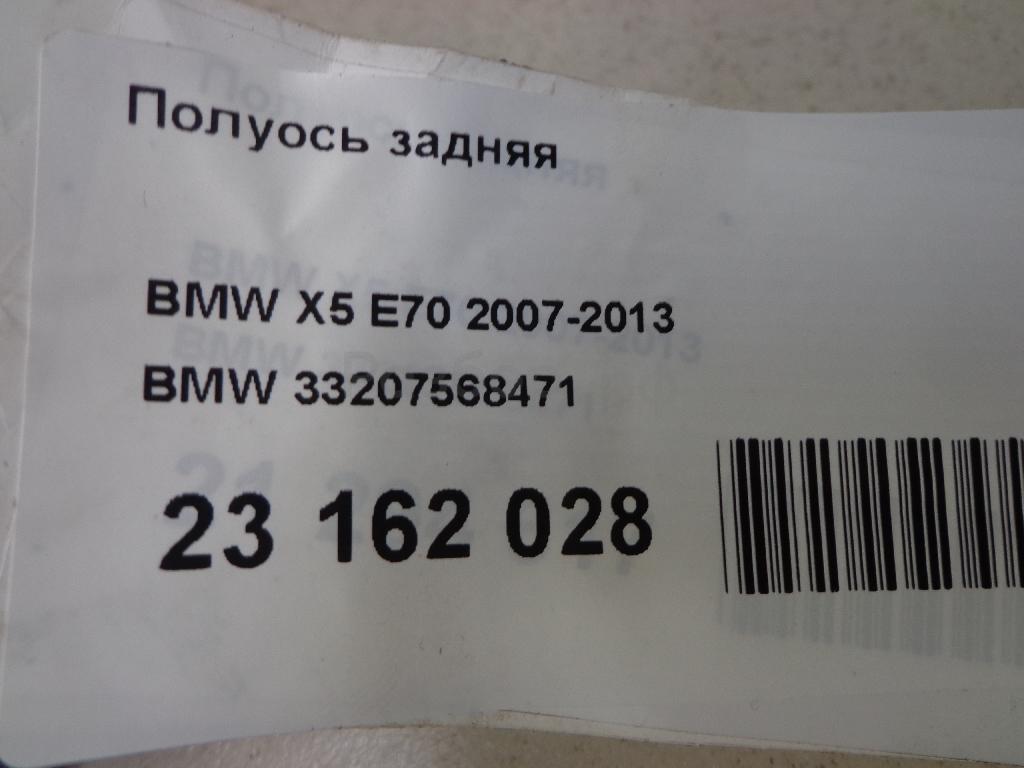 Полуось задняя
BMW X5 E70 2007-2013
BMW 33207568471
23 162 028